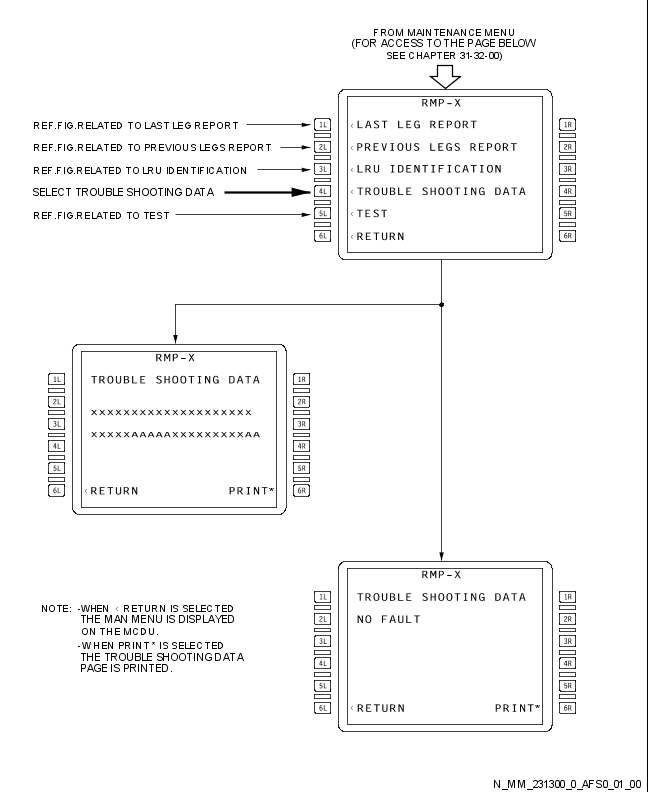 FROM MAINTENANCE MENU
(FOR ACCESS TO THE PAGE BELOW
SEE CHAPTER 31-32-00)
RMP-X
REF.FIG.RELATED TO LAST LEG REPORT 1L <LAST LEG REPORT 1R
REF.FIG.RELATED TO PREVIOUS LEGS REPORT 2L <PREVIOUS LEGS REPORT 2R
REF.FIG.RELATED TO LRU IDENTIFICATION 3L <LRU IDENTIFICATION 3R
SELECT TROUBLE SHOOTING DATA 4L <TROUBLE SHOOTING DATA 4R
REF.FIG.RELATED TO TEST 5L <TEST 5R
6L <RETURN 6R
RMP-X
1L TROUBLE SHOOTING DATA 1R
2L 2R
XXXXXXXXXXXXXXXXXXXX
3L 3R
XXXXXAAAAAXXXXXXXXXAA
4L 4R
5L 5R
6L <RETURN PRINT* 6R
RMP-X
1L TROUBLE SHOOTING DATA 1R
2L NO FAULT 2R
3L 3R
4L 4R
5L 5R
6L <RETURN PRINT* 6R
NOTE: -WHEN < RETURN IS SELECTED
THE MAN MENU IS DISPLAYED
ON THE MCDU.
-WHEN PRINT* IS SELECTED
THE TROUBLE SHOOTING DATA
PAGE IS PRINTED.
N_MM_231300_0_AFS0_01_00